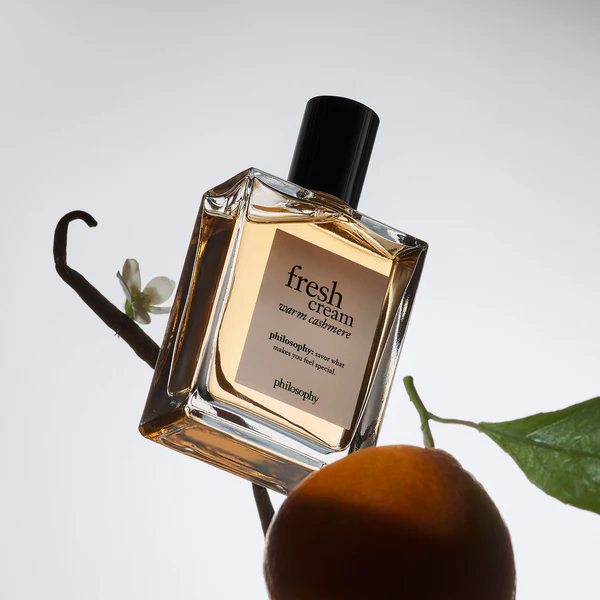 fresh
cream
warm cashmere
philosophy: savor what
makes you feel special.
philosophy